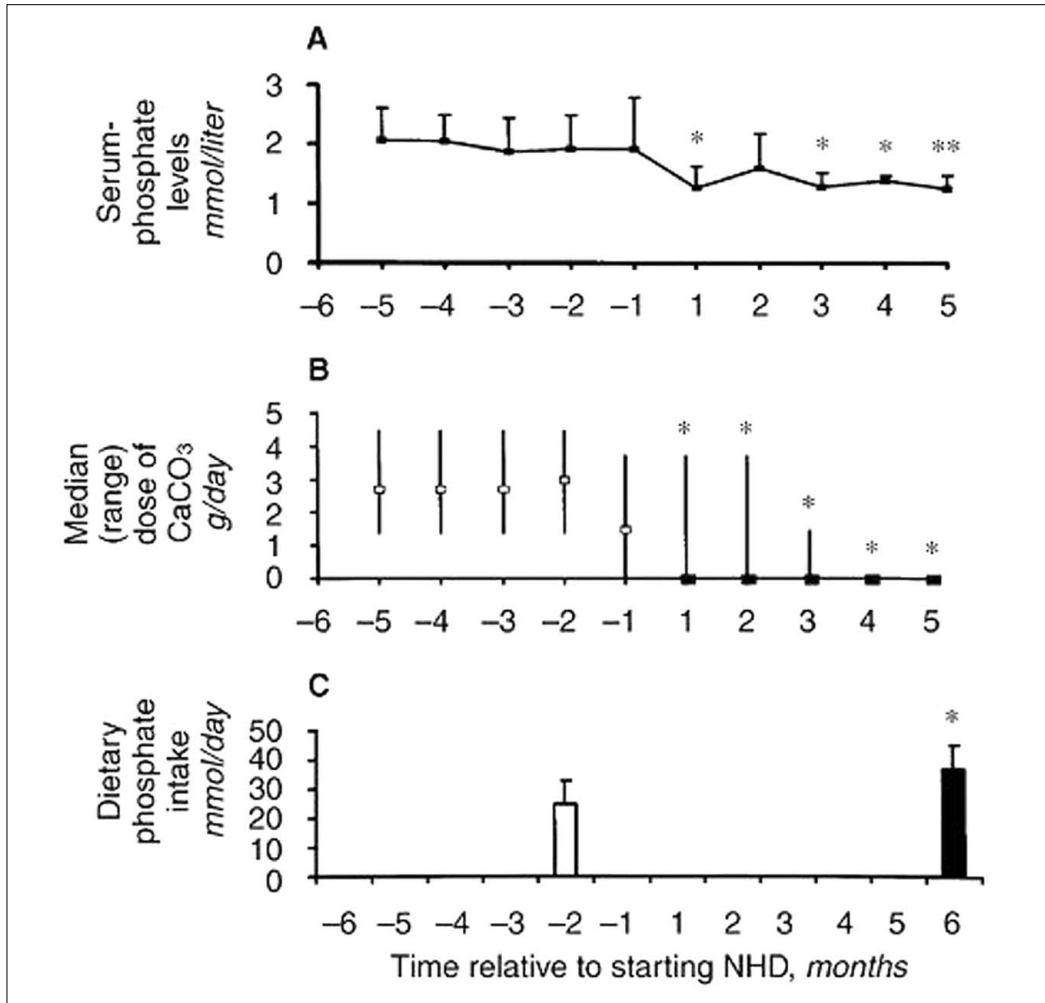 A
Serum-
phosphate
levels
mmol/liter
3
2
1
0
* * * **
−6 −5 −4 −3 −2 −1 1 2 3 4 5
B
Median
(range)
dose of
CaCO₃
g/day
5
4
3
2
1
0
* * * * *
−6 −5 −4 −3 −2 −1 1 2 3 4 5
C
Dietary
phosphate
intake
mmol/day
50
40
30
20
10
0
*
−6 −5 −4 −3 −2 −1 1 2 3 4 5 6
Time relative to starting NHD, months